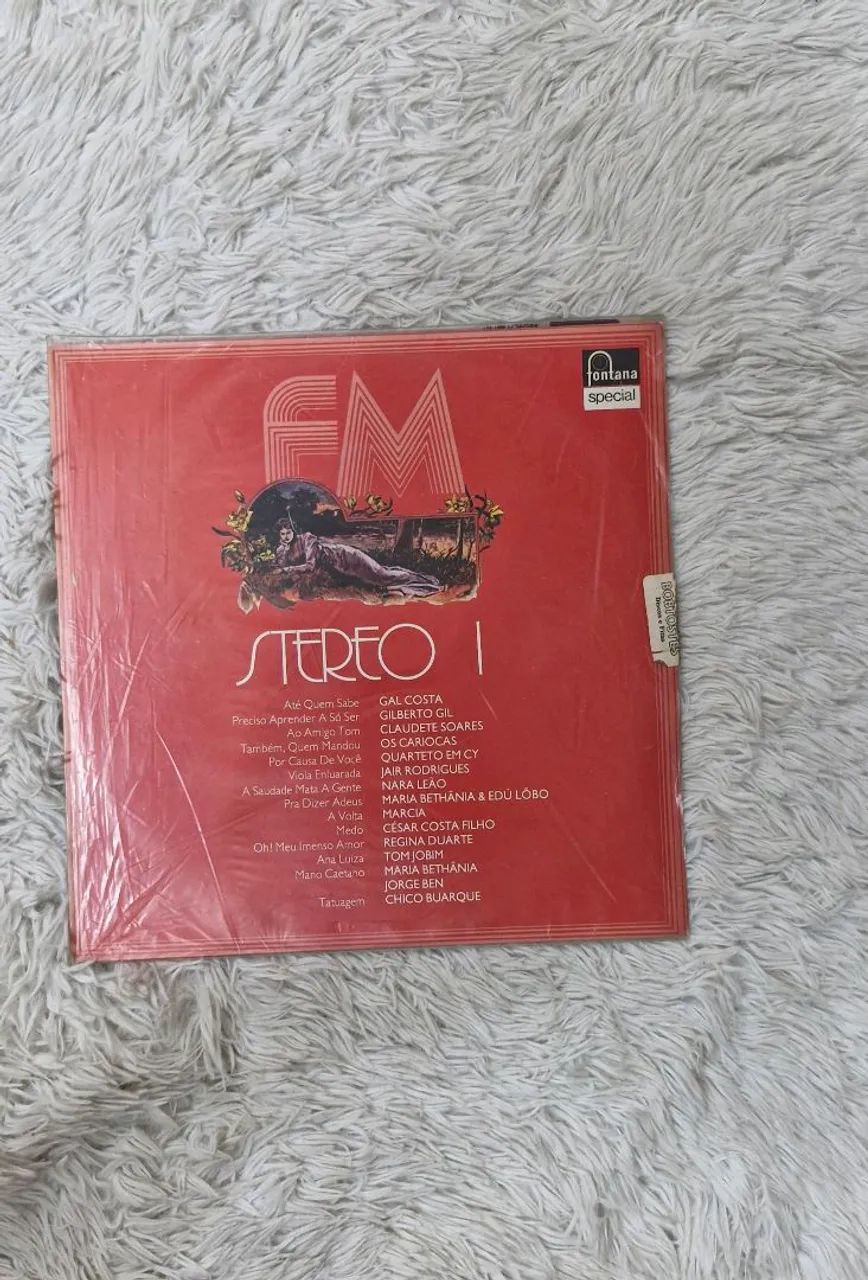 fontana
special
FM
STEREO 1
Até Quem Sabe GAL COSTA
Preciso Aprender A Só Ser GILBERTO GIL
Ao Amigo Tom CLAUDETE SOARES
Também, Quem Mandou OS CARIOCAS
Por Causa De Você QUARTETO EM CY
Viola Enluarada JAIR RODRIGUES
A Saudade Mata A Gente NARA LEÃO
Pra Dizer Adeus MARIA BETHÂNIA & EDÚ LÔBO
A Volta MARCIA
Medo CÉSAR COSTA FILHO
Oh! Meu Imenso Amor REGINA DUARTE
Ana Luiza TOM JOBIM
Mano Caetano MARIA BETHÂNIA
JORGE BEN
Tatuagem CHICO BUARQUE
Discos e Fitas